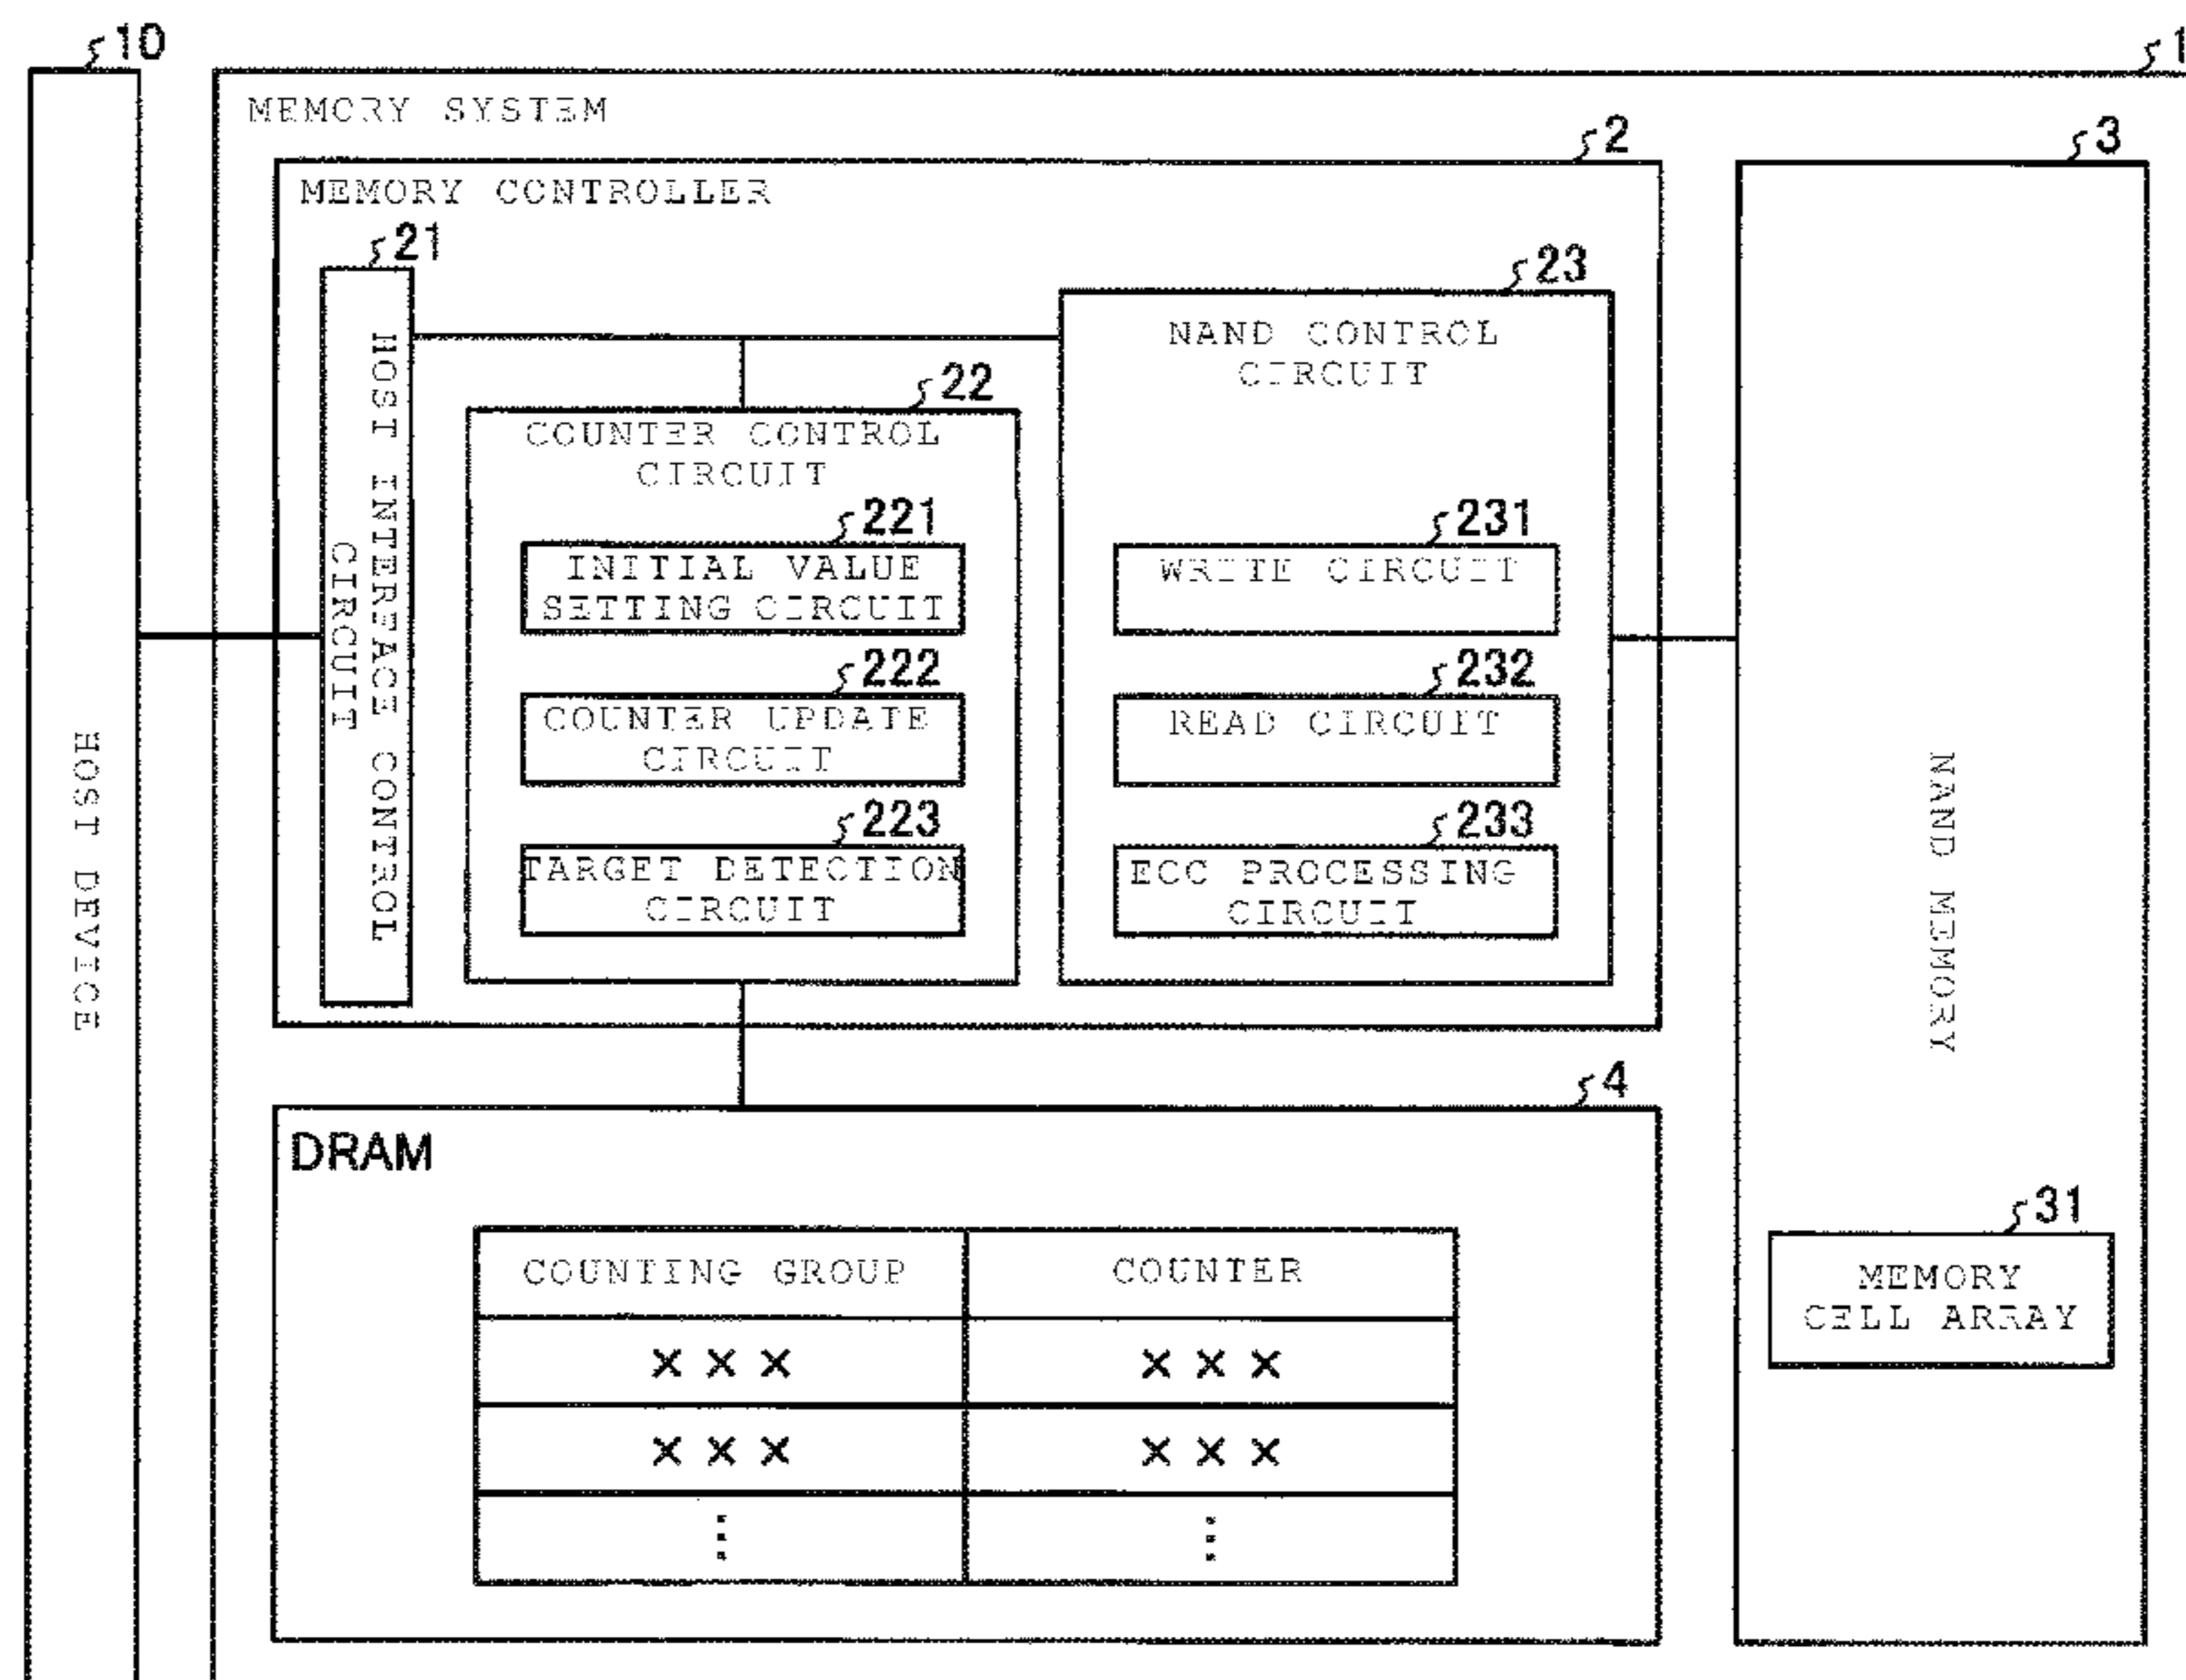 10
1
MEMORY SYSTEM
2
3
MEMORY CONTROLLER
21
23
HOST INTERFACE CONTROL
CIRCUIT
NAND CONTROL
CIRCUIT
22
COUNTER CONTROL
CIRCUIT
221
INITIAL VALUE
SETTING CIRCUIT
231
WRITE CIRCUIT
222
COUNTER UPDATE
CIRCUIT
232
READ CIRCUIT
223
TARGET DETECTION
CIRCUIT
233
ECC PROCESSING
CIRCUIT
HOST DEVICE
NAND MEMORY
4
DRAM
COUNTING GROUP
COUNTER
× × ×
× × ×
× × ×
× × ×
⋮
⋮
31
MEMORY
CELL ARRAY